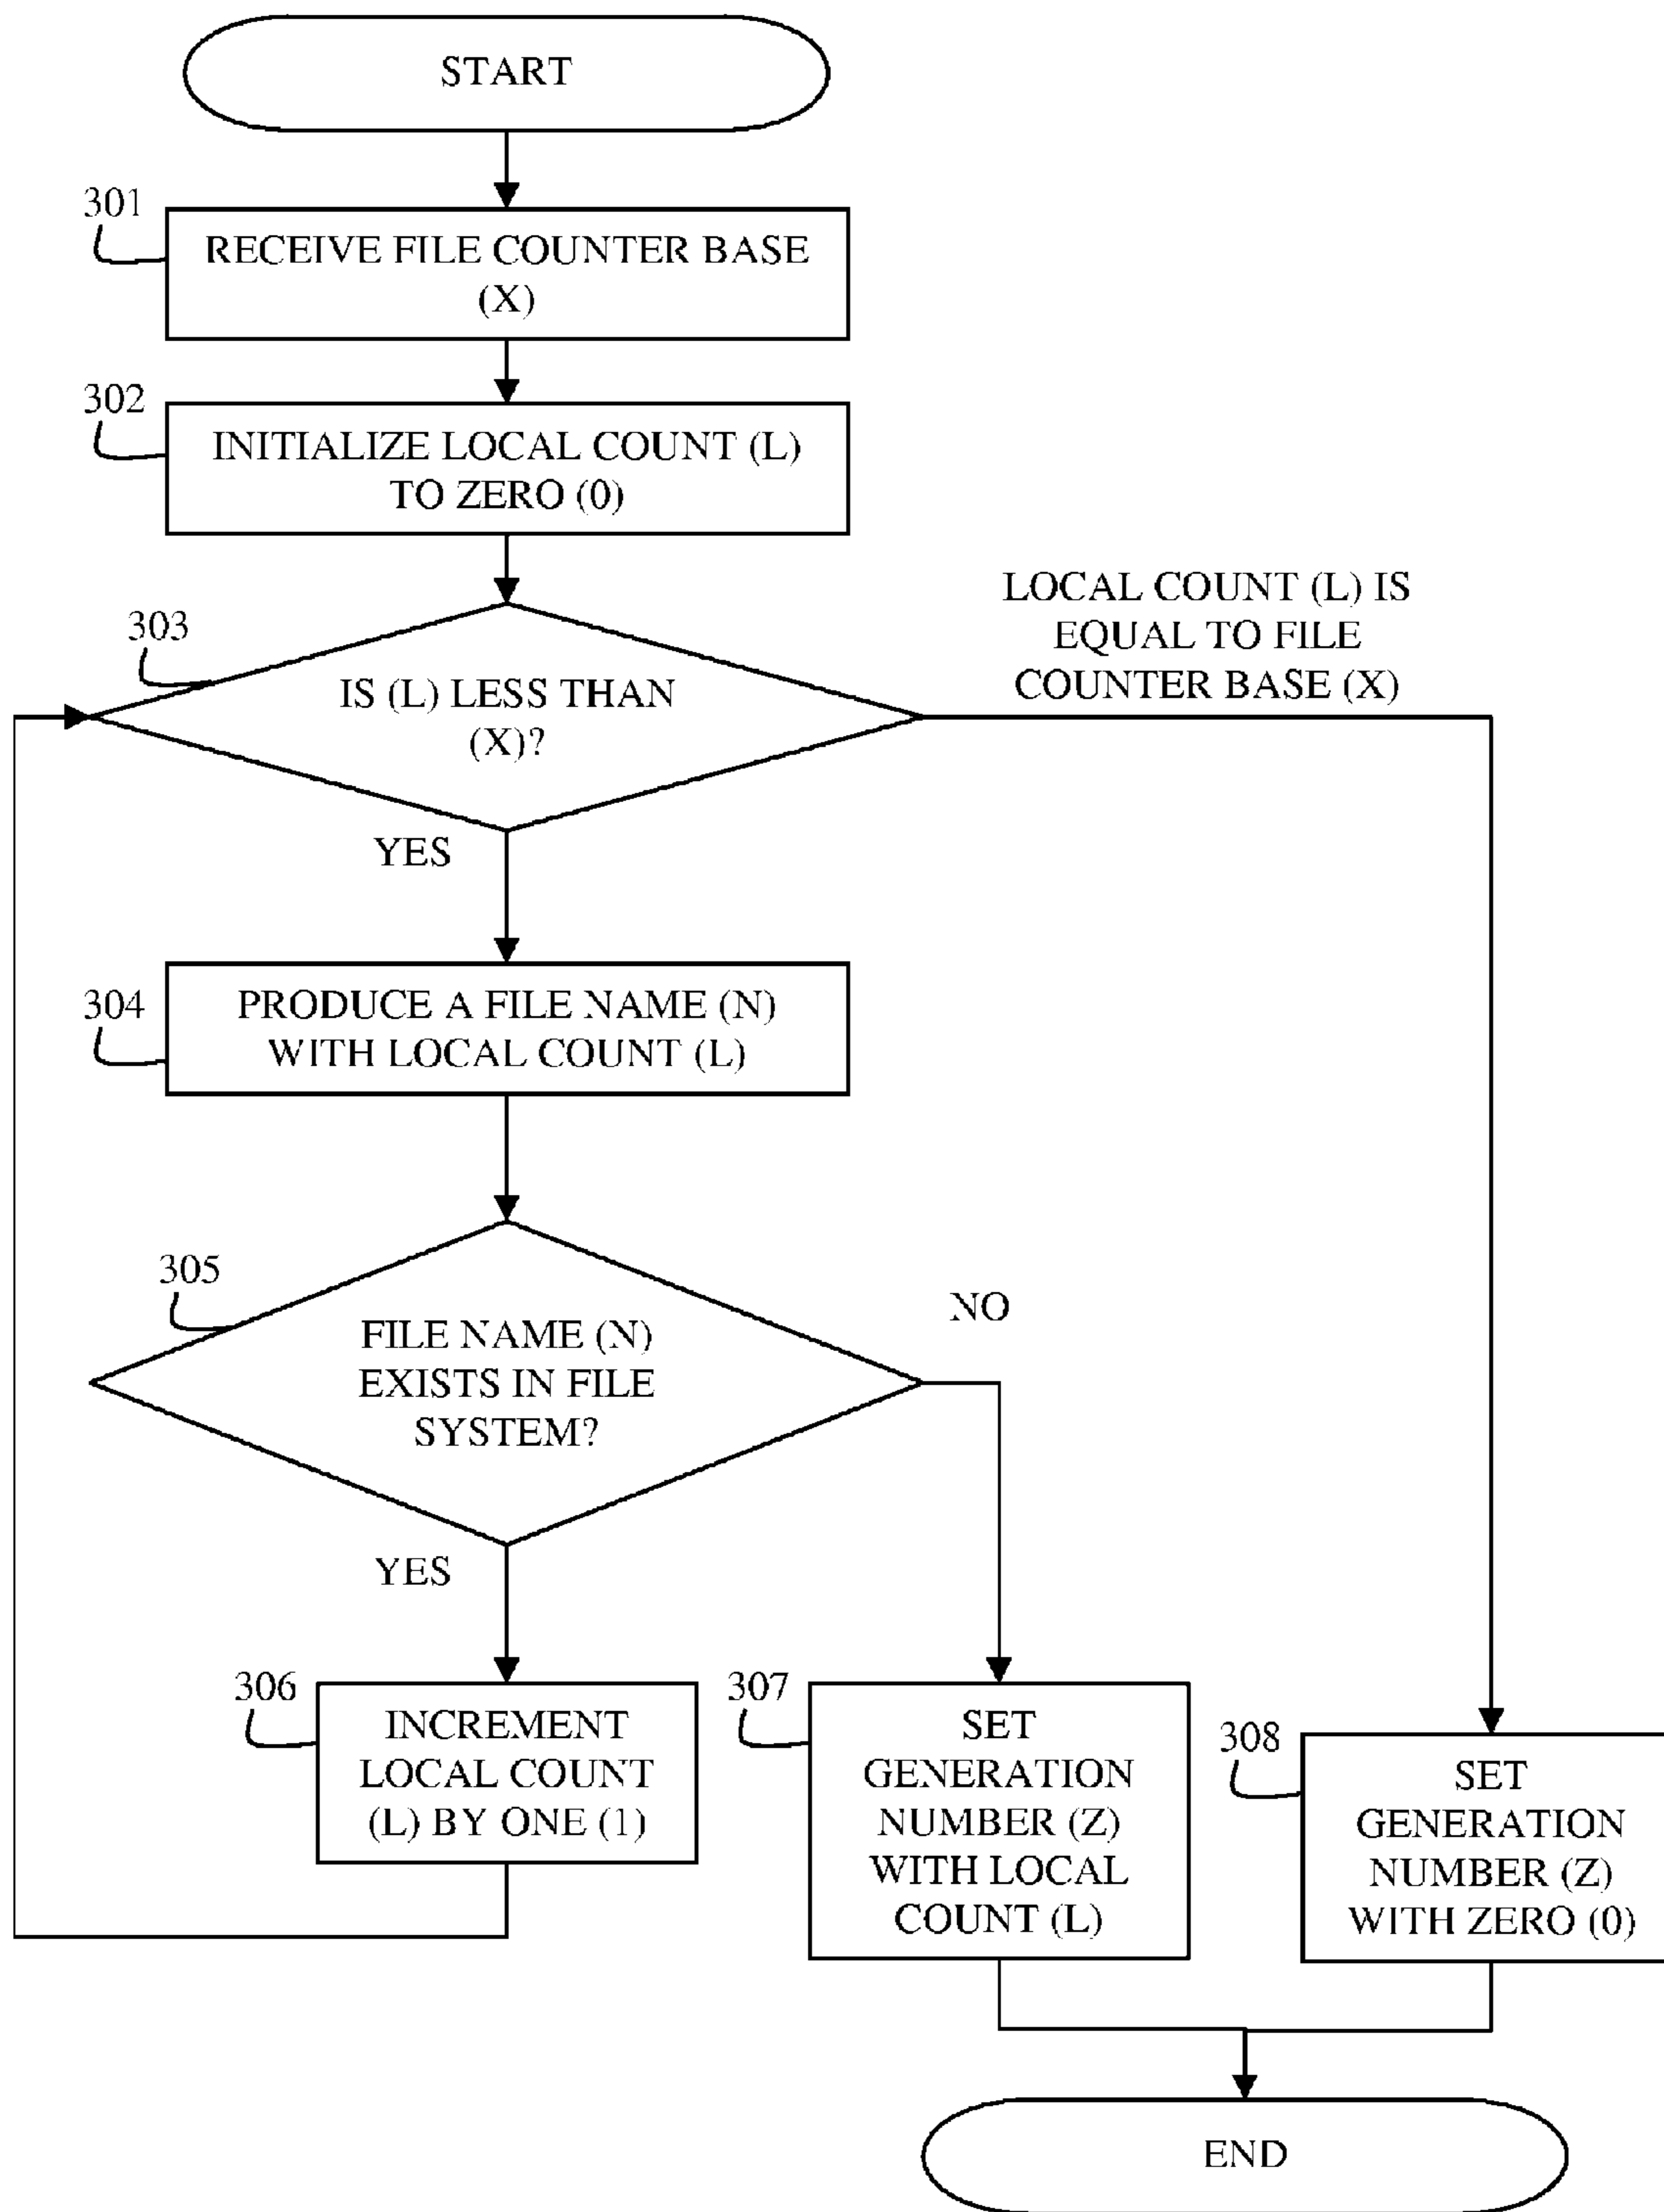 START
301
RECEIVE FILE COUNTER BASE
(X)
302
INITIALIZE LOCAL COUNT (L)
TO ZERO (0)
LOCAL COUNT (L) IS
EQUAL TO FILE
COUNTER BASE (X)
303
IS (L) LESS THAN
(X)?
YES
304
PRODUCE A FILE NAME (N)
WITH LOCAL COUNT (L)
305
FILE NAME (N)
EXISTS IN FILE
SYSTEM?
NO
YES
306
INCREMENT
LOCAL COUNT
(L) BY ONE (1)
307
SET
GENERATION
NUMBER (Z)
WITH LOCAL
COUNT (L)
308
SET
GENERATION
NUMBER (Z)
WITH ZERO (0)
END